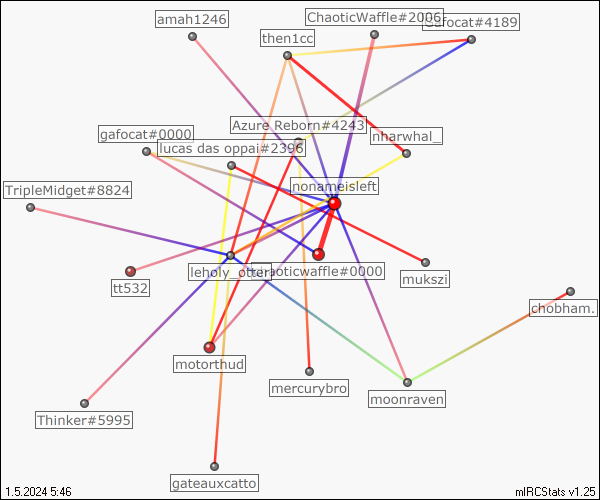 amah1246
ChaoticWaffle#2006
Gafocat#4189
then1cc
Azure Reborn#4243
gafocat#0000
nharwhal_
lucas das oppai#2396
TripleMidget#8824
nonameisleft
leholy_otter
chaoticwaffle#0000
tt532
mukszi
chobham.
motorthud
mercurybro
moonraven
Thinker#5995
gateauxcatto
1.5.2024 5:46
mIRCStats v1.25